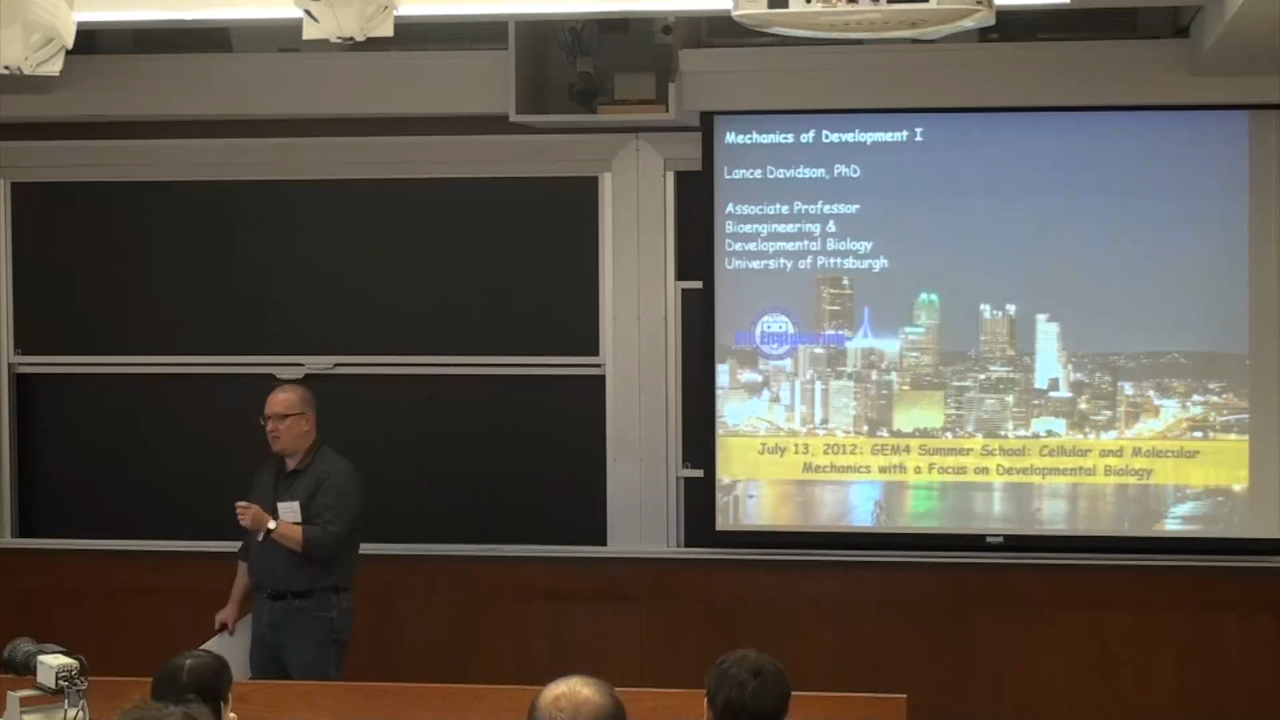 Mechanics of Development I
Lance Davidson, PhD
Associate Professor
Bioengineering &
Developmental Biology
University of Pittsburgh
Engineering
July 13, 2012: GEM4 Summer School: Cellular and Molecular
Mechanics with a Focus on Developmental Biology